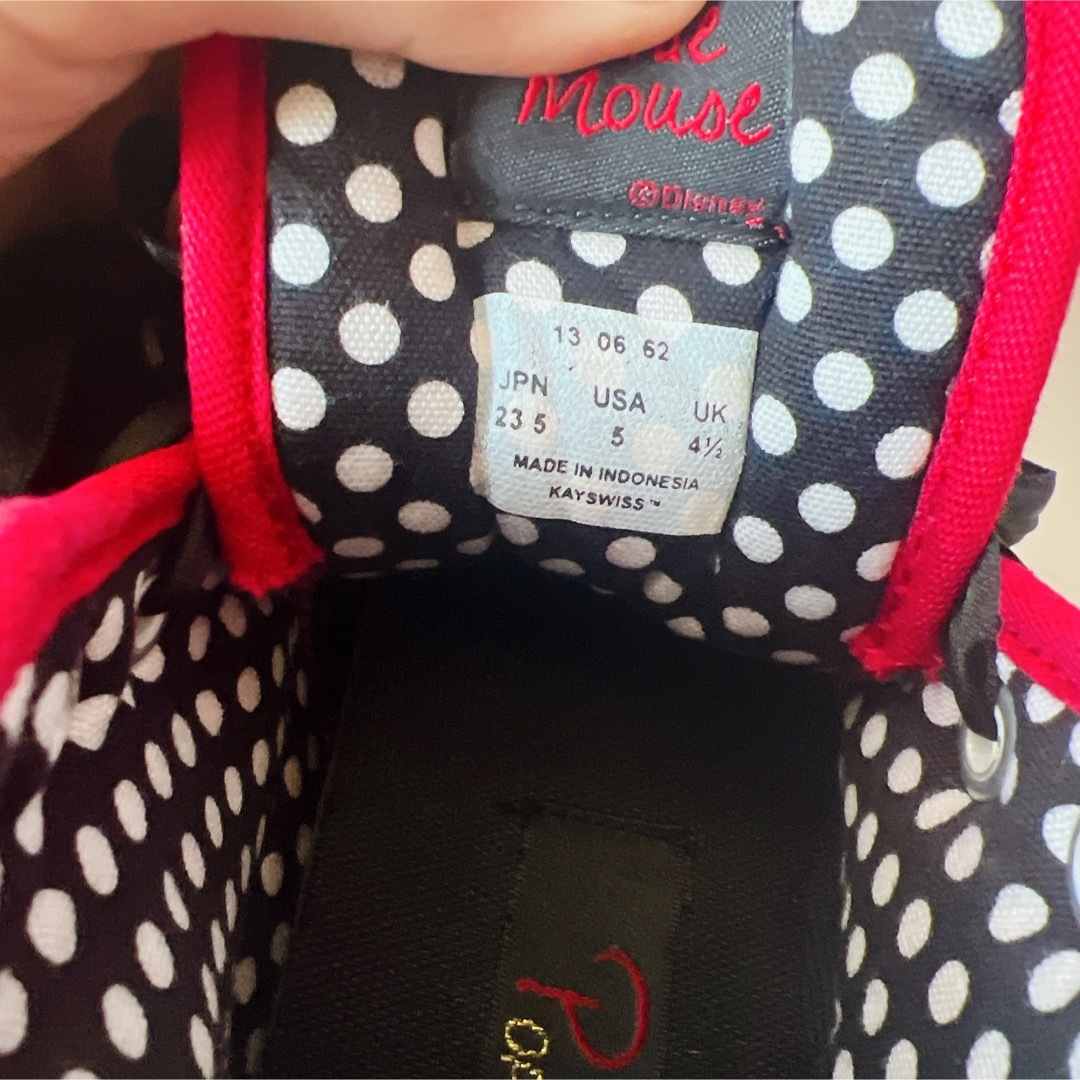 Mouse
©Disney
13 06 62
JPN USA UK
23 5 5 4½
MADE IN INDONESIA
KAYSWISS™